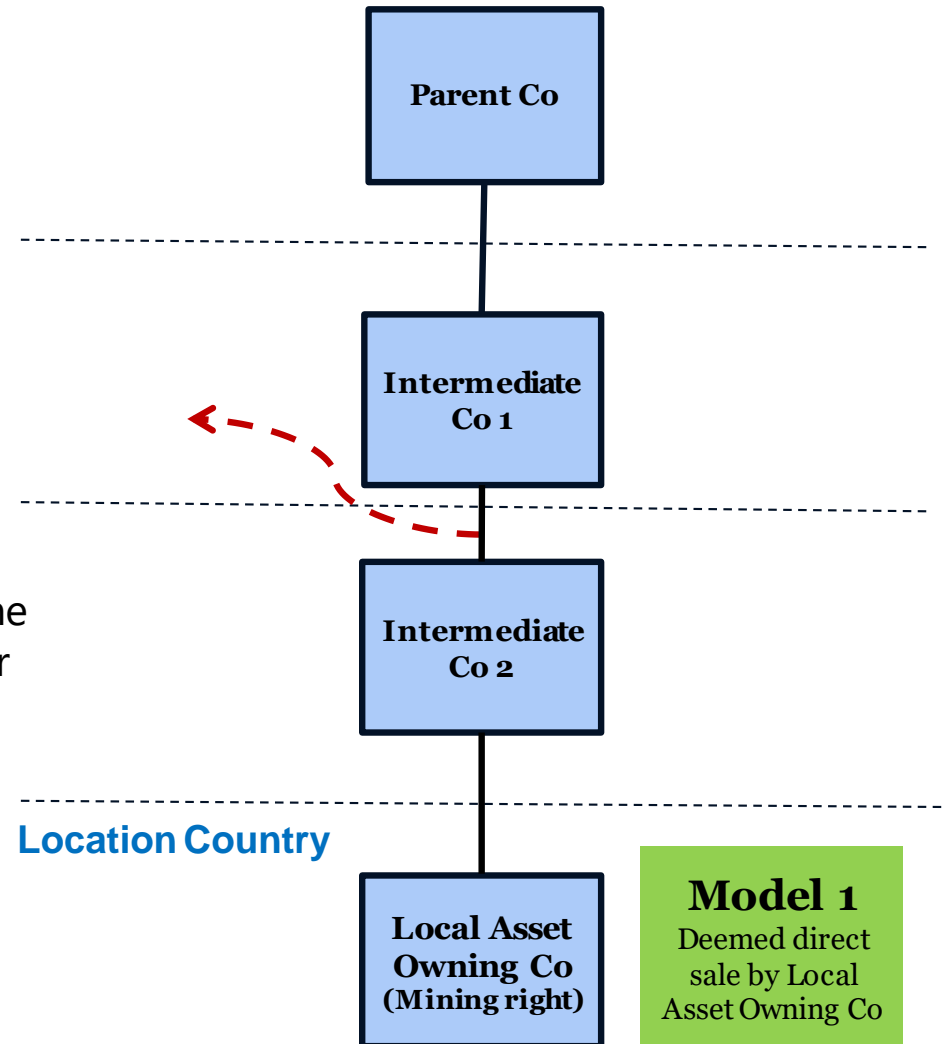 Parent Co
Intermediate
Co 1
Intermediate
Co 2
Location Country
Local Asset
Owning Co
(Mining right)
Model 1
Deemed direct
sale by Local
Asset Owning Co